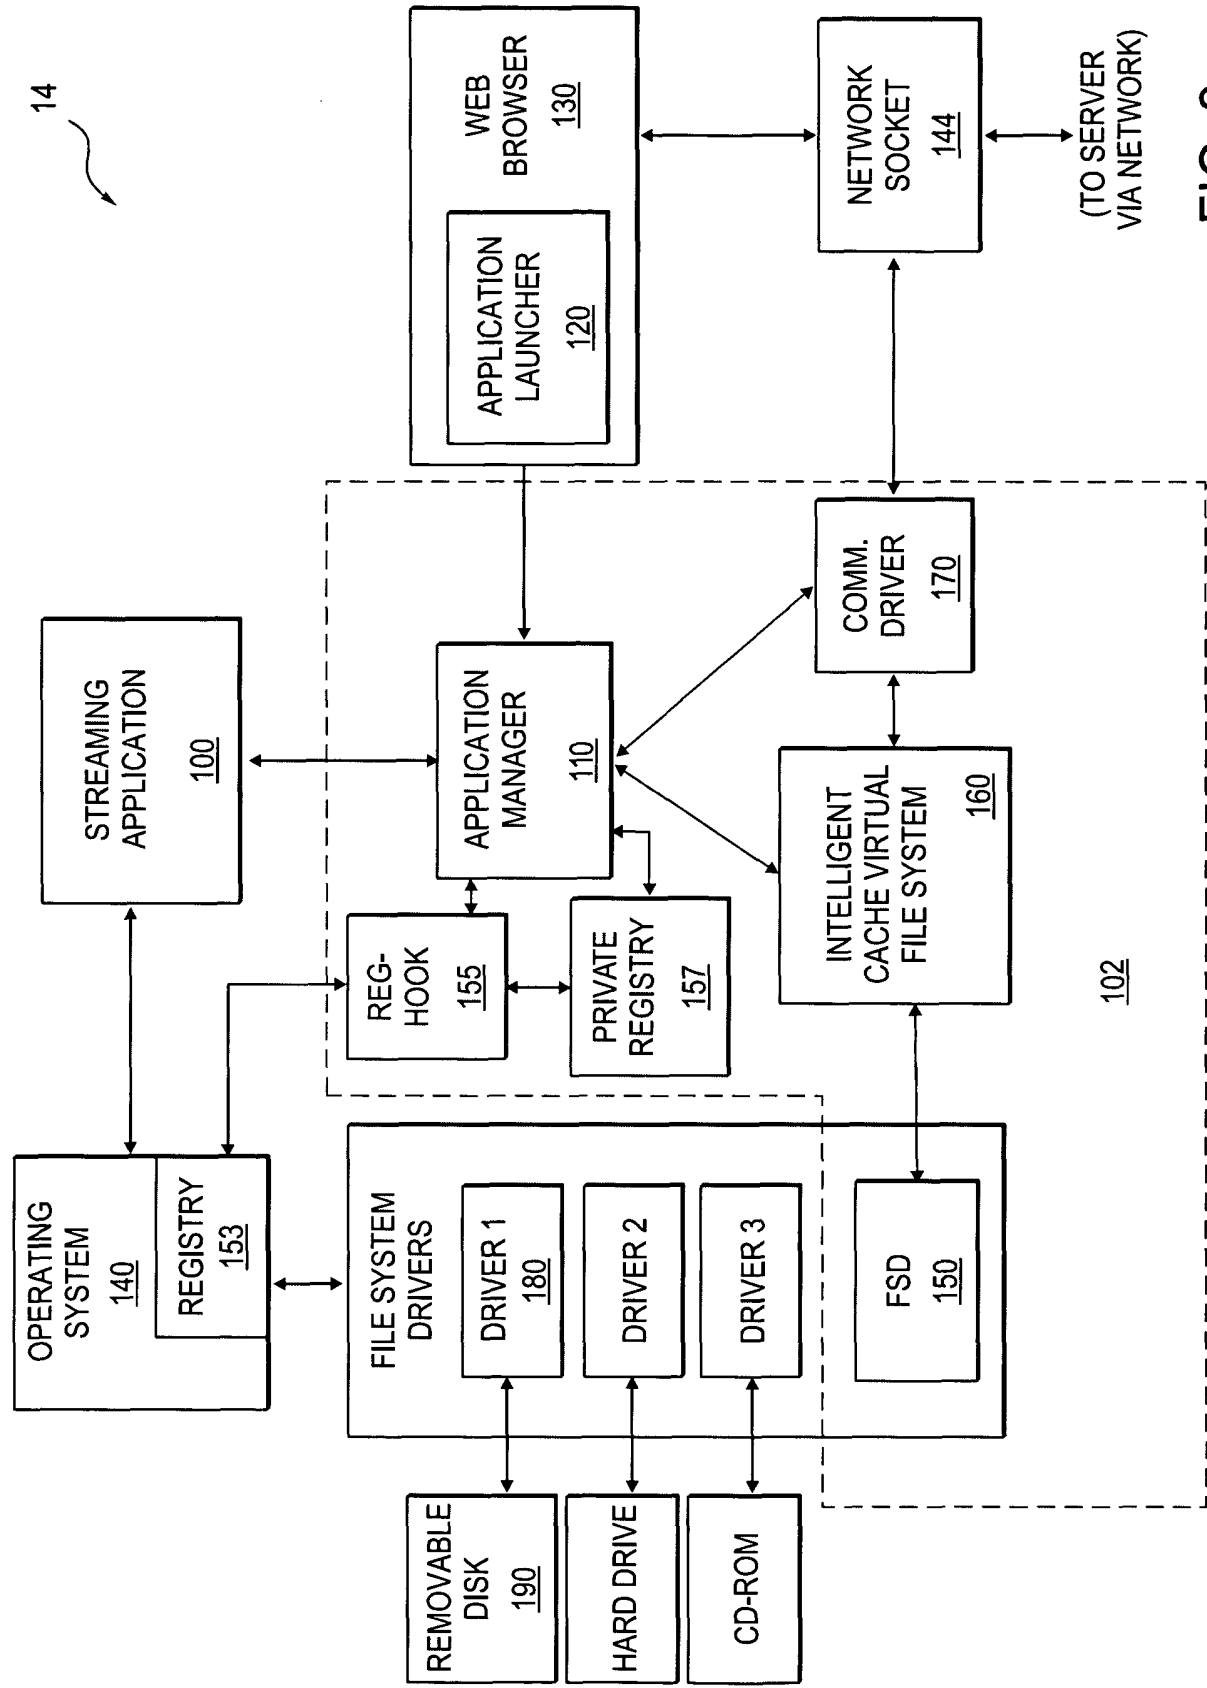 14
OPERATING
SYSTEM
140
REGISTRY
153
STREAMING
APPLICATION
100
REMOVABLE
DISK
190
HARD DRIVE
CD-ROM
FILE SYSTEM
DRIVERS
DRIVER 1
180
DRIVER 2
DRIVER 3
FSD
150
REG-
HOOK
155
PRIVATE
REGISTRY
157
APPLICATION
MANAGER
110
APPLICATION
LAUNCHER
120
WEB
BROWSER
130
INTELLIGENT
CACHE VIRTUAL
FILE SYSTEM
160
COMM.
DRIVER
170
NETWORK
SOCKET
144
102
(TO SERVER
VIA NETWORK)
FIG.